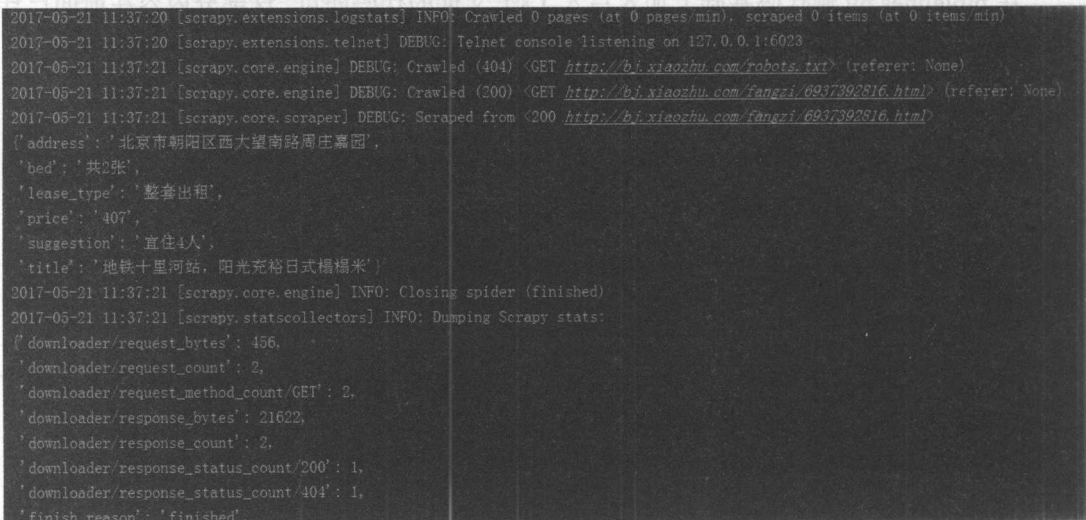 2017-05-21 11:37:20 [scrapy.extensions.logstats] INFO: Crawled 0 pages (at 0 pages/min), scraped 0 items (at 0 items/min)
2017-05-21 11:37:20 [scrapy.extensions.telnet] DEBUG: Telnet console listening on 127.0.0.1:6023
2017-05-21 11:37:21 [scrapy.core.engine] DEBUG: Crawled (404) <GET http://bj.xiaozhu.com/robots.txt> (referer: None)
2017-05-21 11:37:21 [scrapy.core.engine] DEBUG: Crawled (200) <GET http://bj.xiaozhu.com/fangzi/6937392816.html> (referer: None)
2017-05-21 11:37:21 [scrapy.core.scraper] DEBUG: Scraped from <200 http://bj.xiaozhu.com/fangzi/6937392816.html>
{'address': '北京市朝阳区西大望南路周庄嘉园',
'bed': '共2张',
'lease_type': '整套出租',
'price': '407',
'suggestion': '宜住4人',
'title': '地铁十里河站，阳光充裕日式榻榻米'}
2017-05-21 11:37:21 [scrapy.core.engine] INFO: Closing spider (finished)
2017-05-21 11:37:21 [scrapy.statscollectors] INFO: Dumping Scrapy stats:
{'downloader/request_bytes': 456,
'downloader/request_count': 2,
'downloader/request_method_count/GET': 2,
'downloader/response_bytes': 21622,
'downloader/response_count': 2,
'downloader/response_status_count/200': 1,
'downloader/response_status_count/404': 1,
'finish_reason': 'finished'